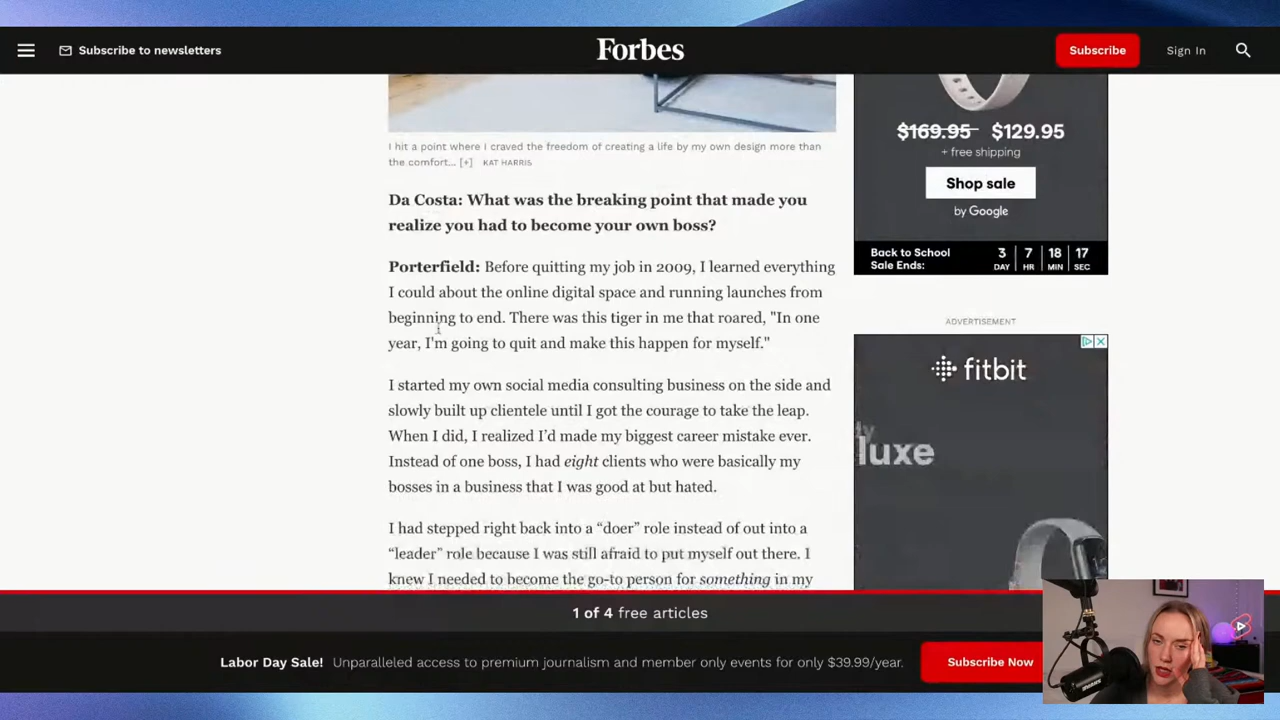 Subscribe to newsletters
Forbes
Subscribe
Sign In
I hit a point where I craved the freedom of creating a life by my own design more than
the comfort... [+] KAT HARRIS
Da Costa: What was the breaking point that made you
realize you had to become your own boss?
Porterfield: Before quitting my job in 2009, I learned everything
I could about the online digital space and running launches from
beginning to end. There was this tiger in me that roared, "In one
year, I'm going to quit and make this happen for myself."
I started my own social media consulting business on the side and
slowly built up clientele until I got the courage to take the leap.
When I did, I realized I’d made my biggest career mistake ever.
Instead of one boss, I had eight clients who were basically my
bosses in a business that I was good at but hated.
I had stepped right back into a “doer” role instead of out into a
“leader” role because I was still afraid to put myself out there. I
knew I needed to become the go-to person for something in my
$169.95 $129.95
+ free shipping
Shop sale
by Google
Back to School
Sale Ends:
3 7 18 17
DAY HR MIN SEC
ADVERTISEMENT
fitbit
luxe
1 of 4 free articles
Labor Day Sale! Unparalleled access to premium journalism and member only events for only $39.99/year.
Subscribe Now